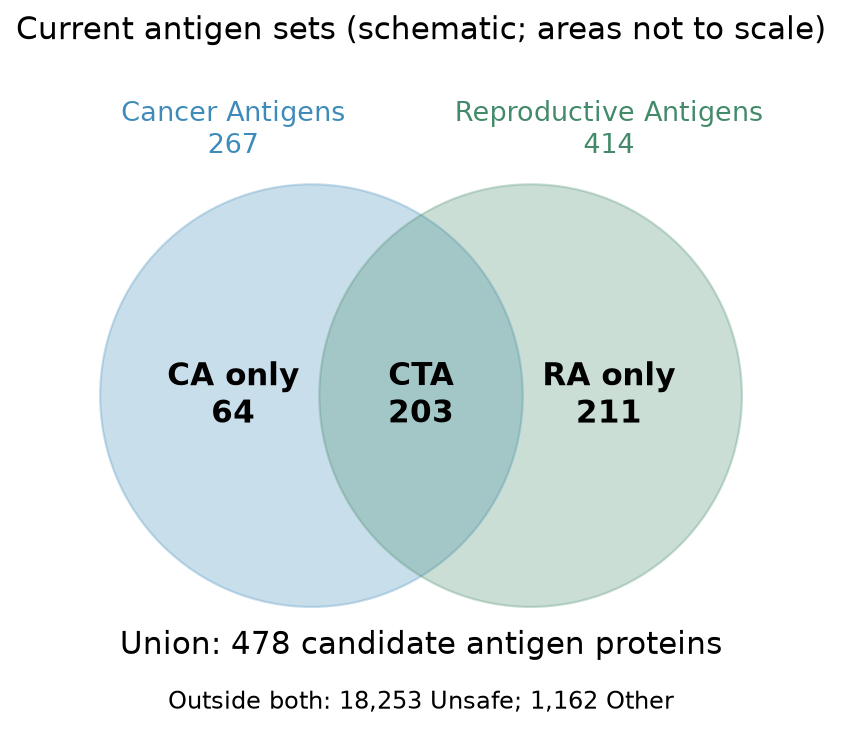 Current antigen sets (schematic; areas not to scale)
Cancer Antigens
267
Reproductive Antigens
414
CA only
64
CTA
203
RA only
211
Union: 478 candidate antigen proteins
Outside both: 18,253 Unsafe; 1,162 Other